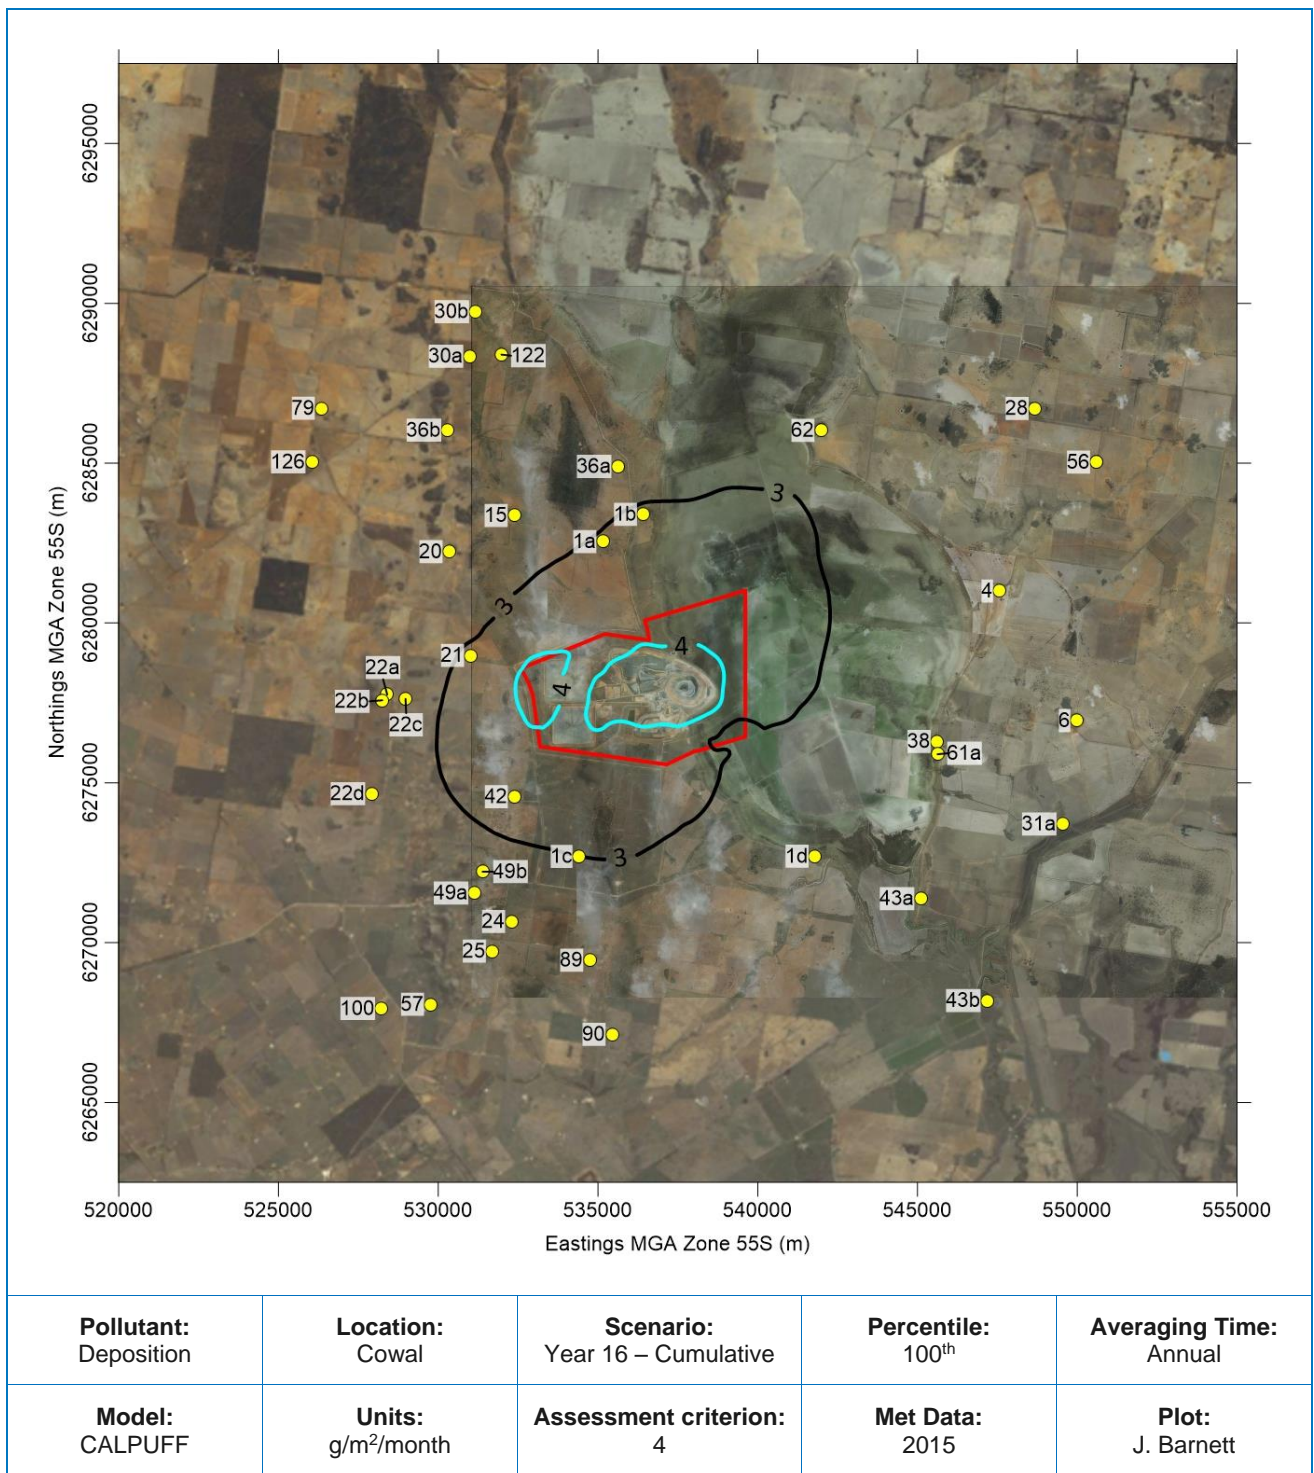 6295000
6290000
30b
30a
122
79
28
36b
62
126
36a
56
6285000
3
15
1b
1a
20
4
3
6280000
21
4
22a
4
22b
22c
6
38
61a
6275000
22d
42
31a
1c
3
1d
49b
49a
43a
24
6270000
25
89
100
57
43b
90
6265000
Northings MGA Zone 55S (m)
520000 525000 530000 535000 540000 545000 550000 555000
Eastings MGA Zone 55S (m)
Pollutant:
Deposition
Location:
Cowal
Scenario:
Year 16 – Cumulative
Percentile:
100th
Averaging Time:
Annual
Model:
CALPUFF
Units:
g/m²/month
Assessment criterion:
4
Met Data:
2015
Plot:
J. Barnett